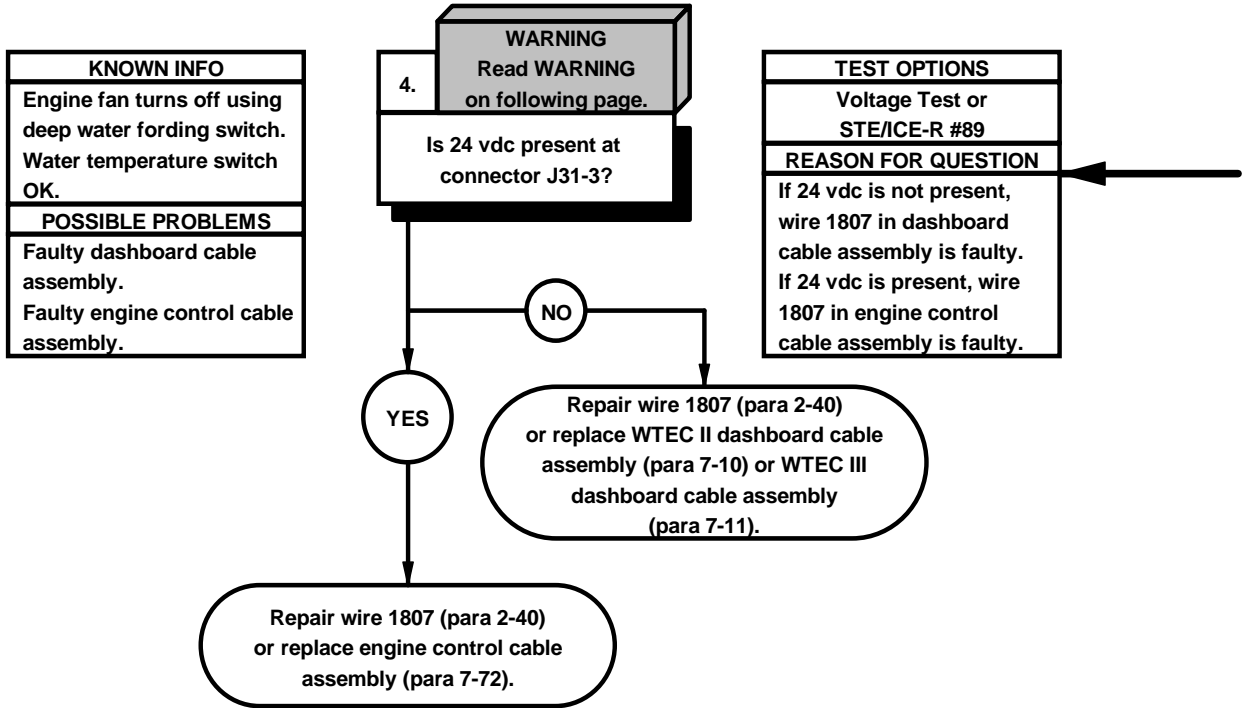 KNOWN INFO
Engine fan turns off using
deep water fording switch.
Water temperature switch
OK.
POSSIBLE PROBLEMS
Faulty dashboard cable
assembly.
Faulty engine control cable
assembly.
4.
WARNING
Read WARNING
on following page.
Is 24 vdc present at
connector J31-3?
TEST OPTIONS
Voltage Test or
STE/ICE-R #89
REASON FOR QUESTION
If 24 vdc is not present,
wire 1807 in dashboard
cable assembly is faulty.
If 24 vdc is present, wire
1807 in engine control
cable assembly is faulty.
NO
YES
Repair wire 1807 (para 2-40)
or replace WTEC II dashboard cable
assembly (para 7-10) or WTEC III
dashboard cable assembly
(para 7-11).
Repair wire 1807 (para 2-40)
or replace engine control cable
assembly (para 7-72).